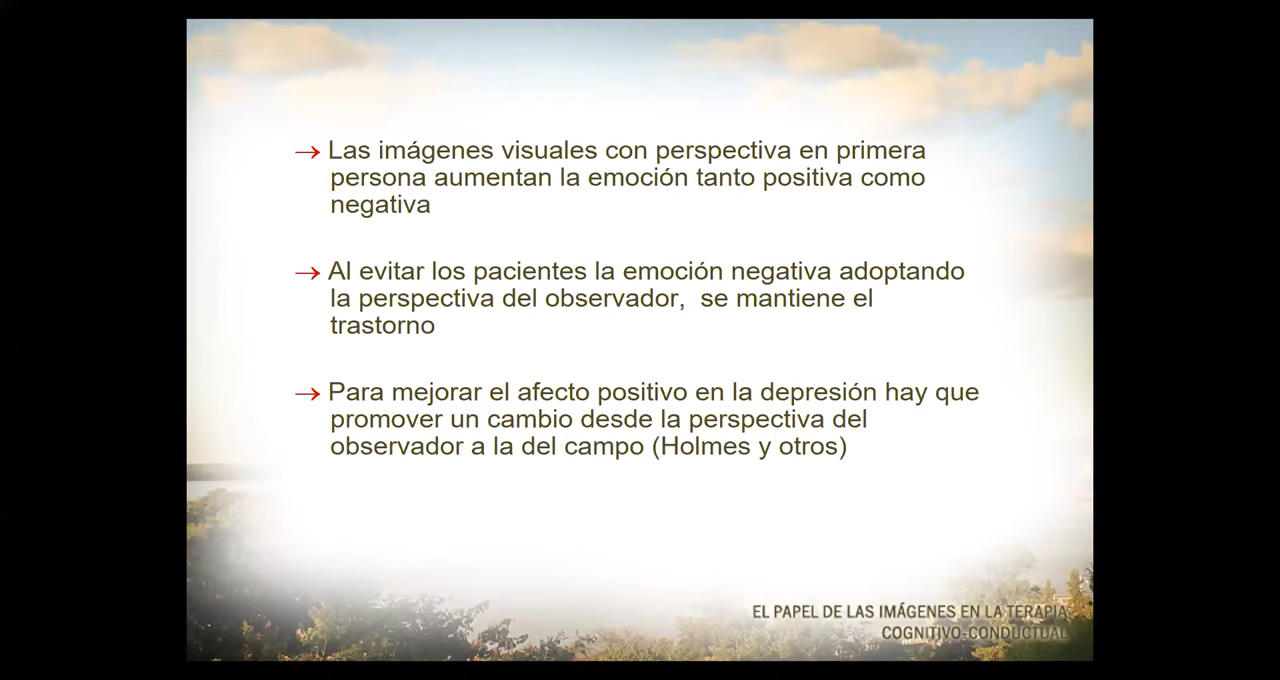 → Las imágenes visuales con perspectiva en primera
persona aumentan la emoción tanto positiva como
negativa
→ Al evitar los pacientes la emoción negativa adoptando
la perspectiva del observador, se mantiene el
trastorno
→ Para mejorar el afecto positivo en la depresión hay que
promover un cambio desde la perspectiva del
observador a la del campo (Holmes y otros)
EL PAPEL DE LAS IMÁGENES EN LA TERAPIA
COGNITIVO-CONDUCTUAL